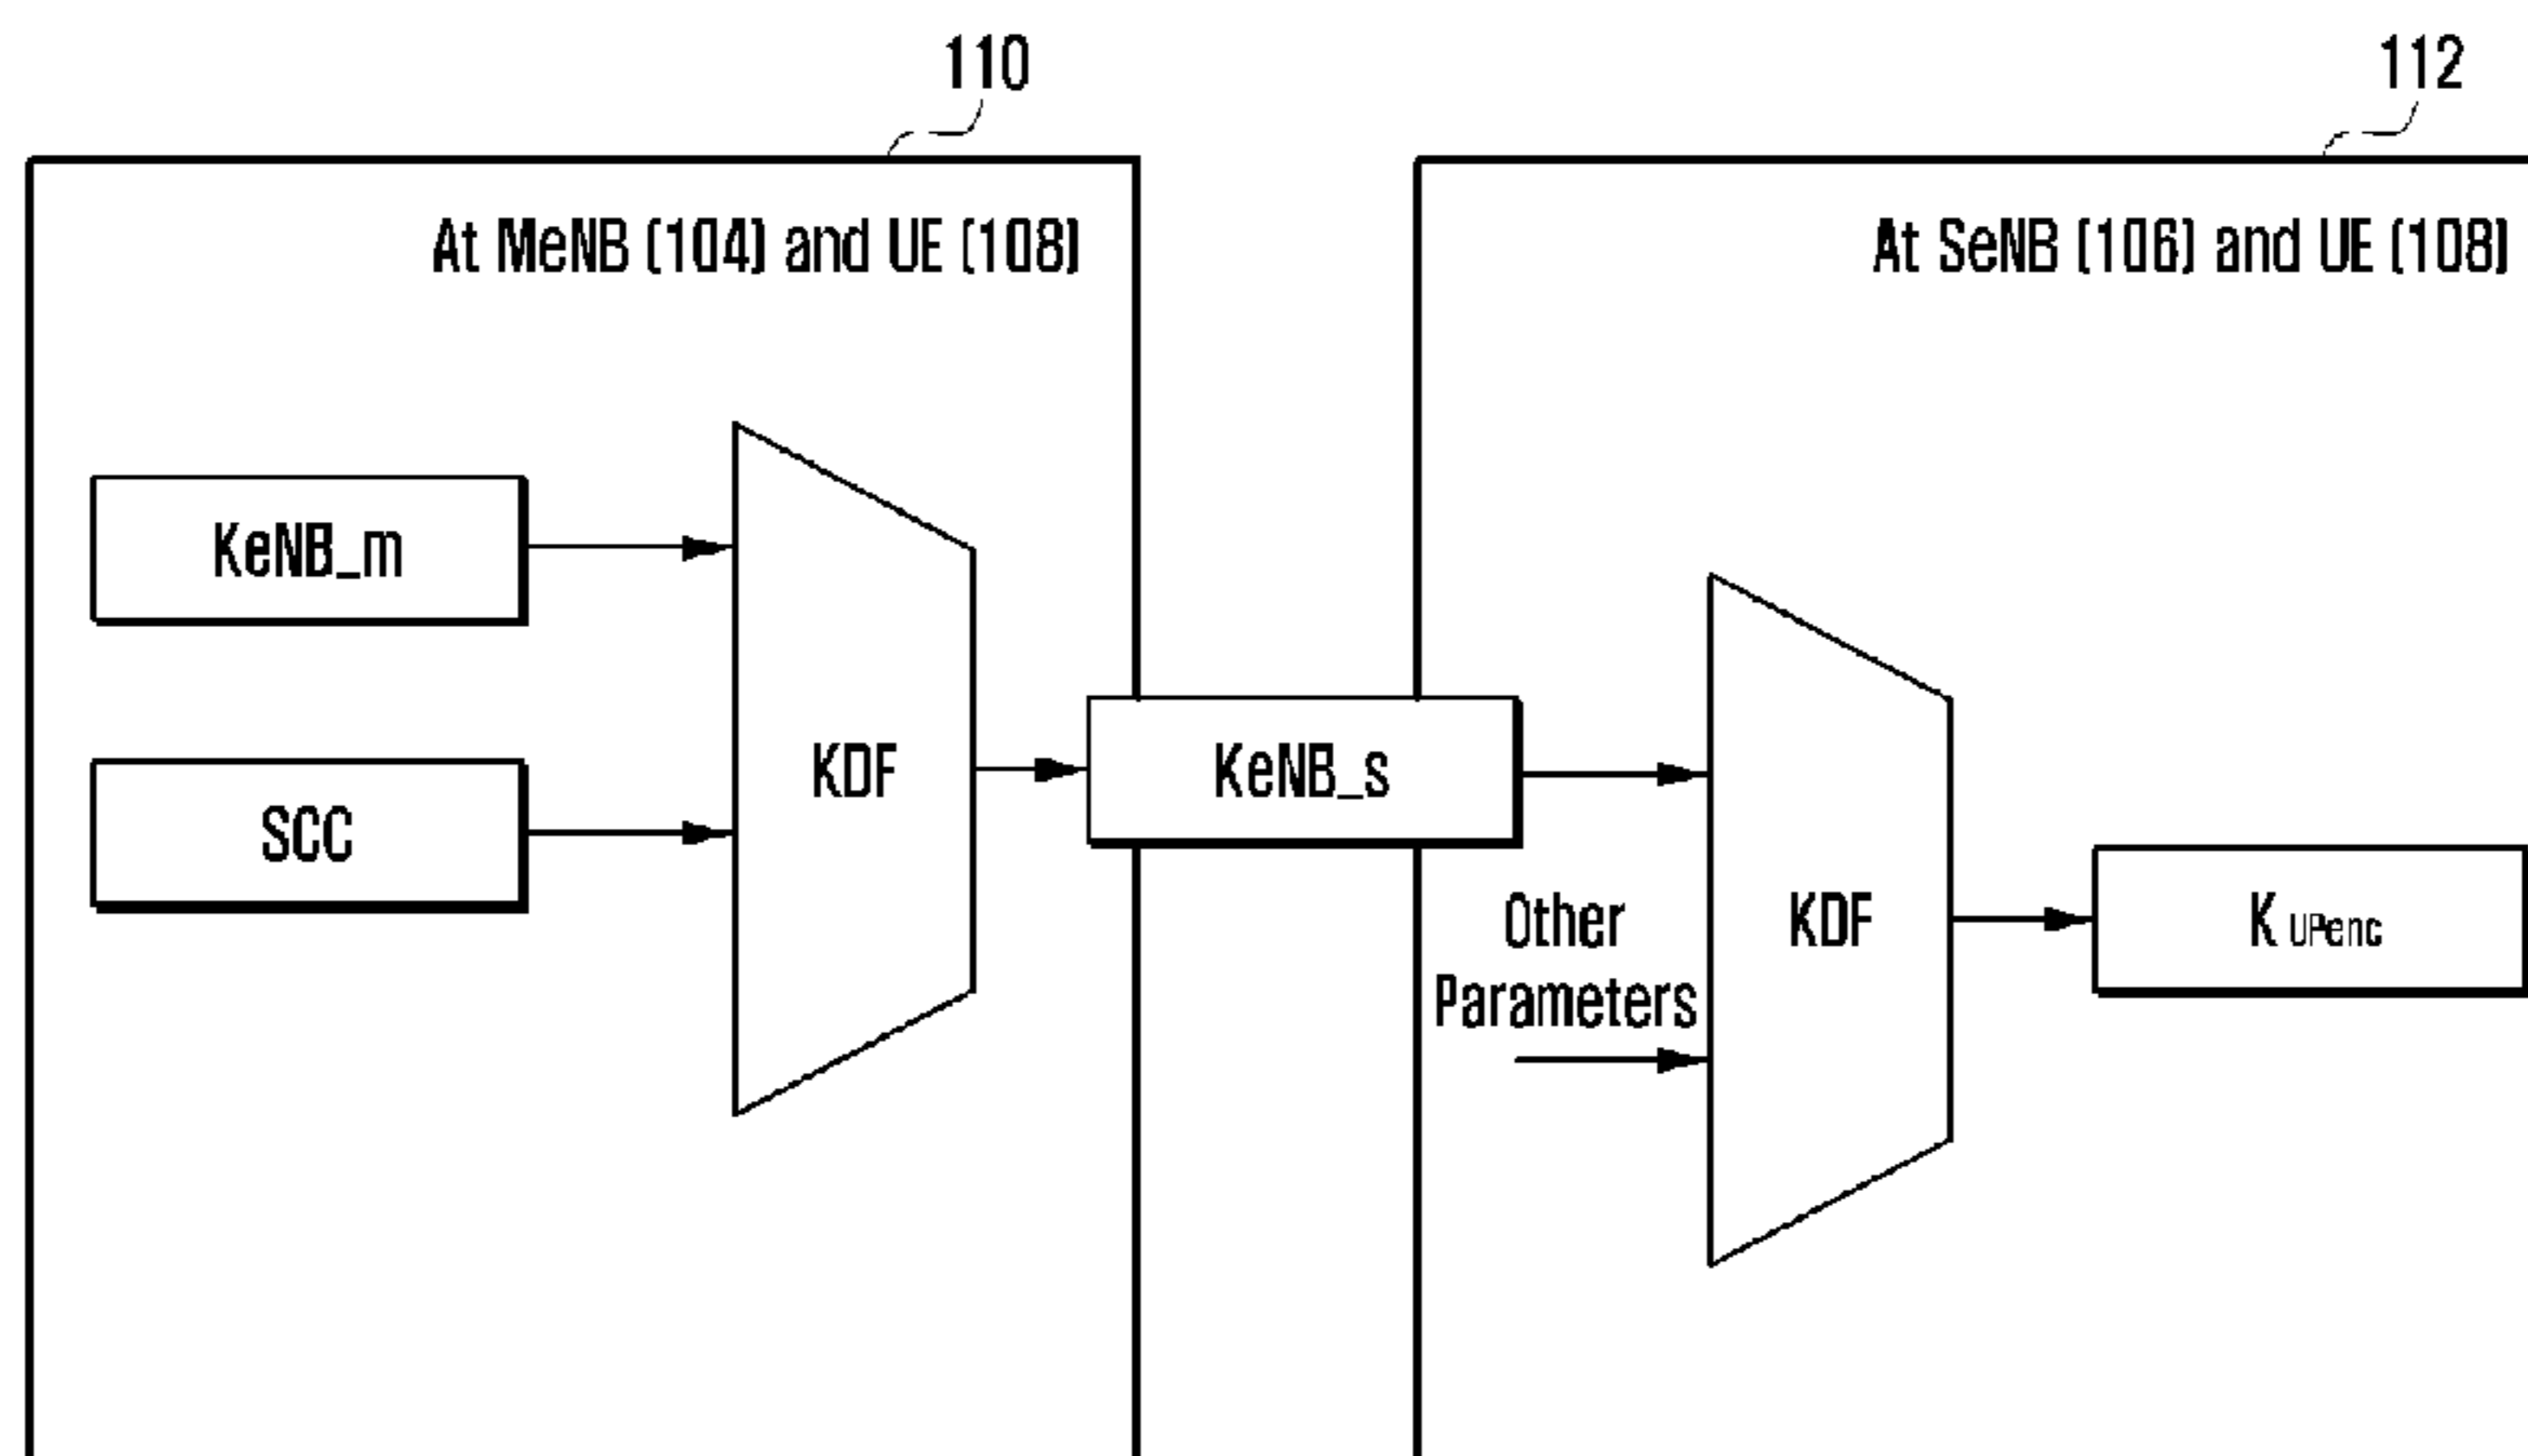 110
112
At MeNB (104) and UE (108)
At SeNB (106) and UE (108)
KeNB_m
SCC
KDF
KeNB_s
Other
Parameters
KDF
K UPenc